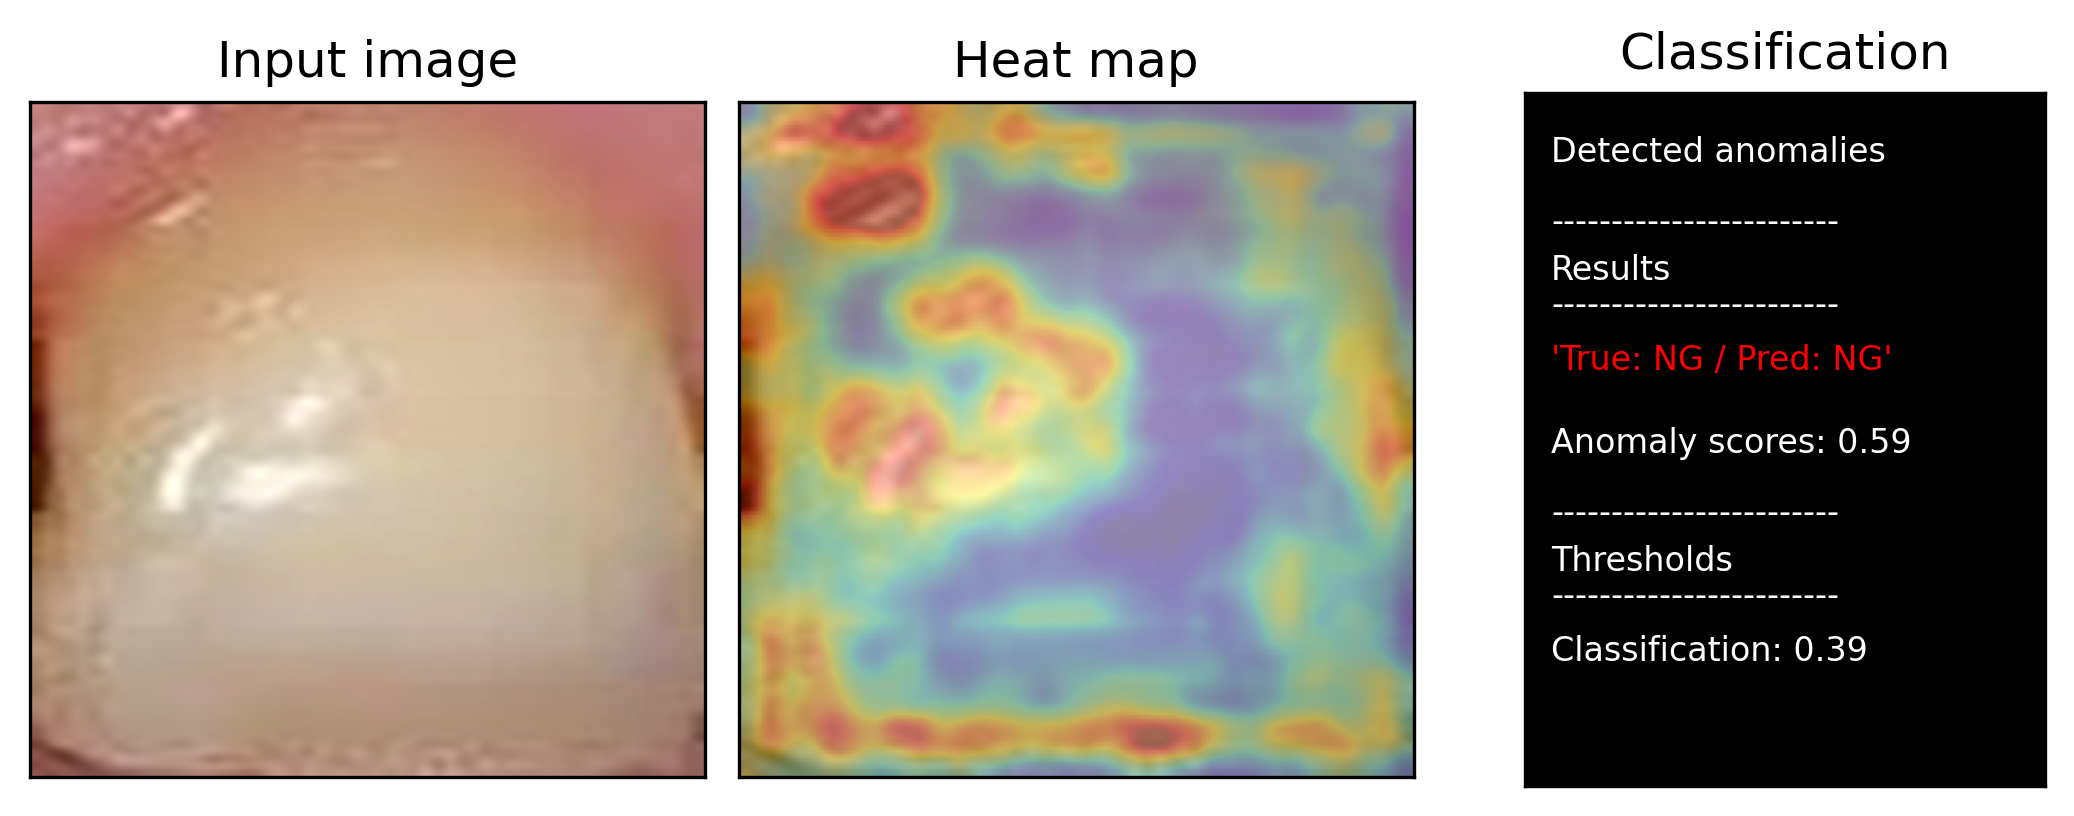 Input image
Heat map
Classification
Detected anomalies
------------------------
Results
------------------------
'True: NG / Pred: NG'
Anomaly scores: 0.59
------------------------
Thresholds
------------------------
Classification: 0.39